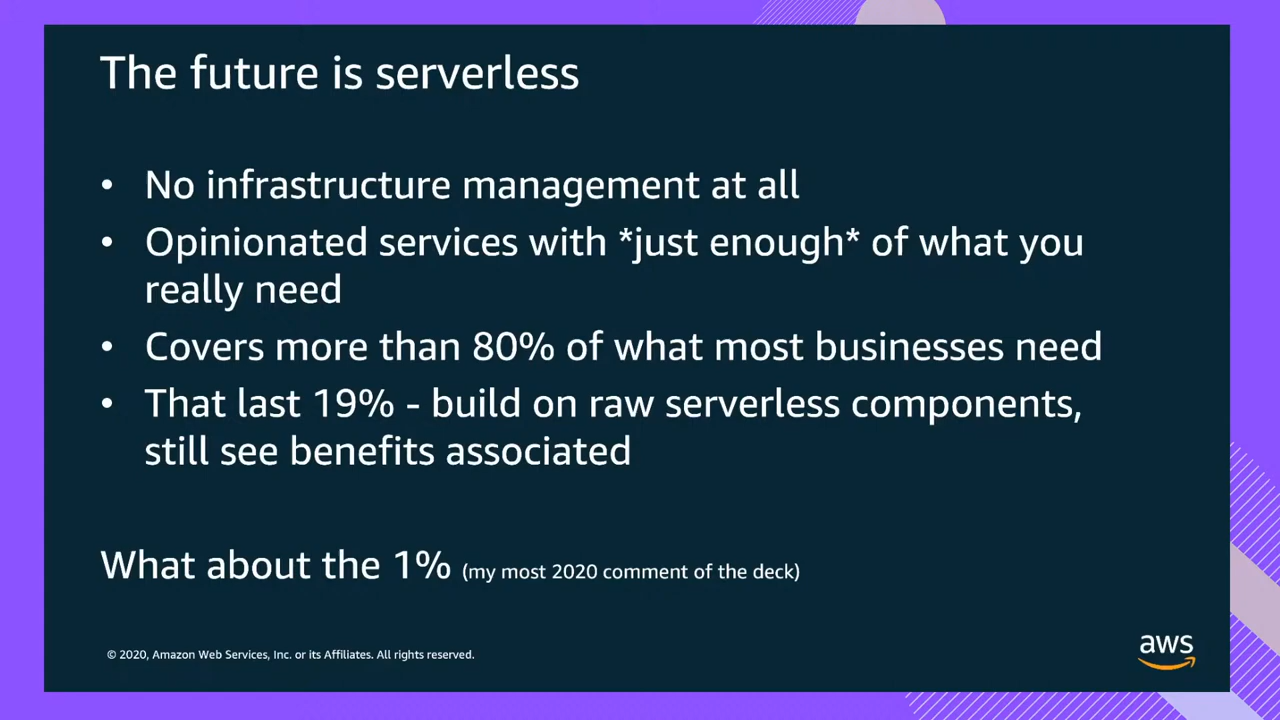 The future is serverless
• No infrastructure management at all
• Opinionated services with *just enough* of what you
really need
• Covers more than 80% of what most businesses need
• That last 19% - build on raw serverless components,
still see benefits associated
What about the 1% (my most 2020 comment of the deck)
© 2020, Amazon Web Services, Inc. or its Affiliates. All rights reserved.
aws